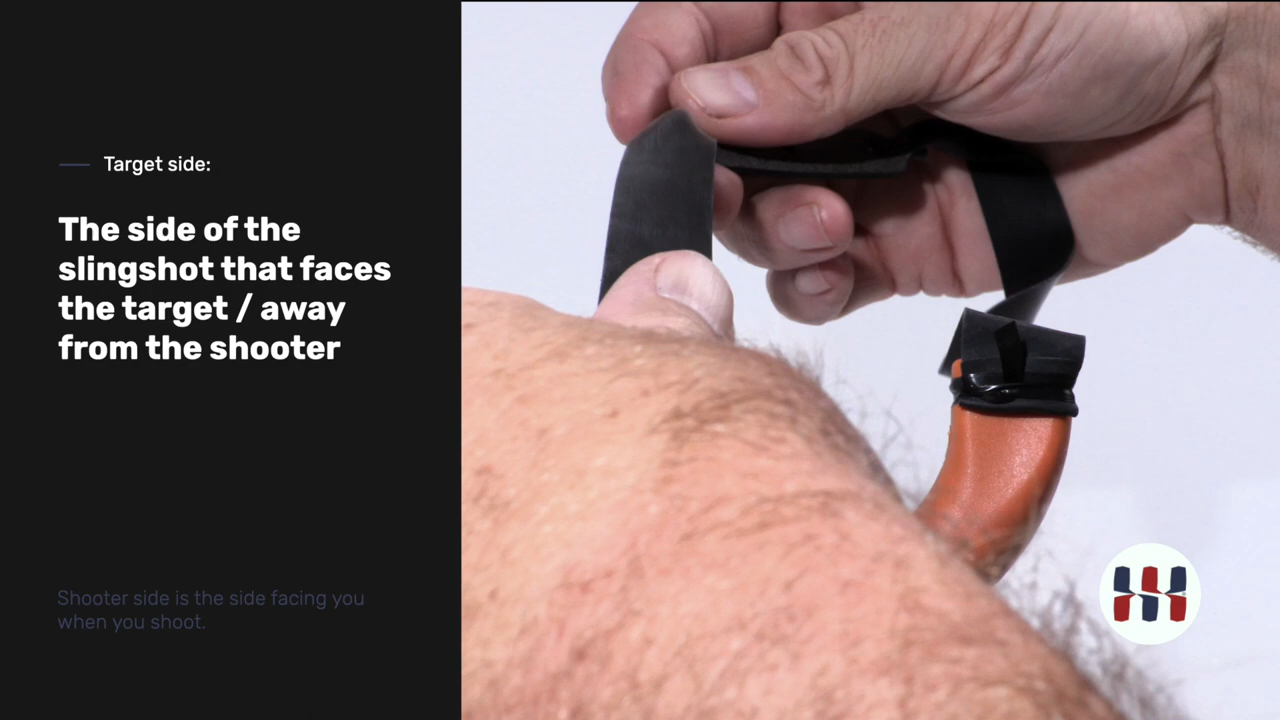 Target side:
The side of the
slingshot that faces
the target / away
from the shooter
Shooter side is the side facing you
when you shoot.